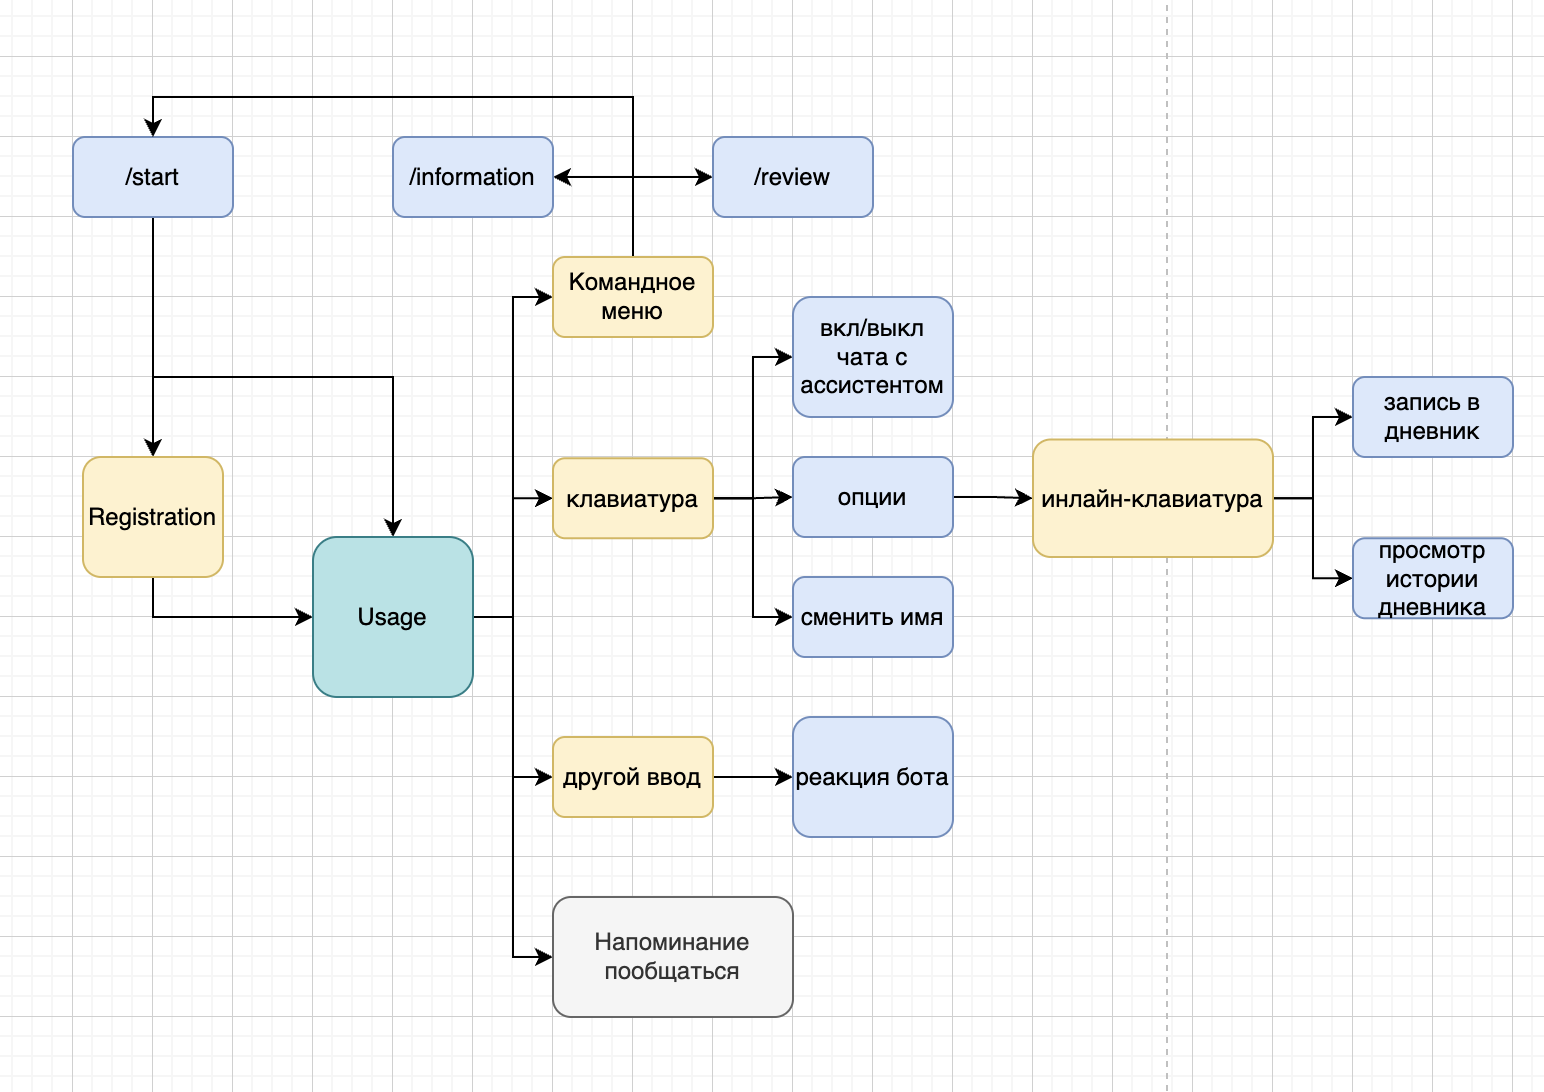 /start
/information
/review
Командное
меню
вкл/выкл
чата с
ассистентом
запись в
дневник
Registration
клавиатура
опции
инлайн-клавиатура
просмотр
истории
дневника
Usage
сменить имя
другой ввод
реакция бота
Напоминание
пообщаться